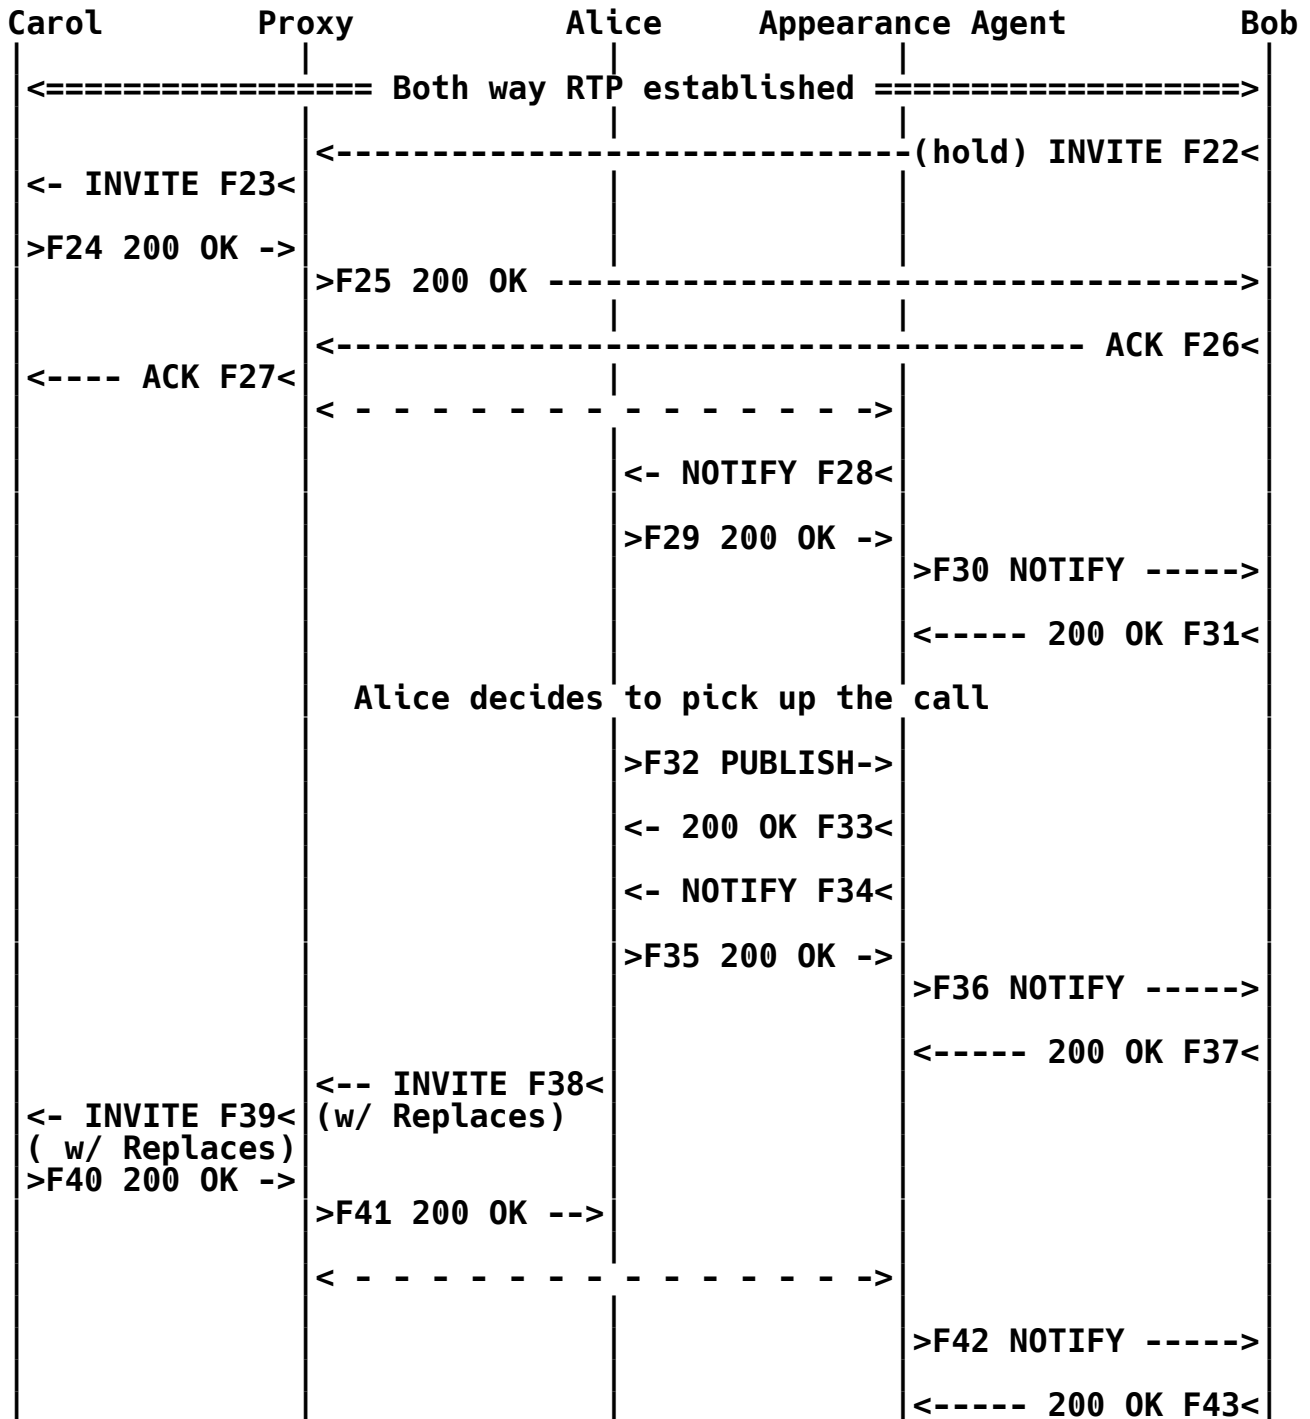 Carol        Proxy           Alice     Appearance Agent         Bob
|              |               |              |                  |
|<================= Both way RTP established ===================>|
|              |               |              |                  |
|              |<------------------------------(hold) INVITE F22<|
|<- INVITE F23<|               |              |                  |
|              |               |              |                  |
|>F24 200 OK ->|               |              |                  |
|              |>F25 200 OK ------------------------------------>|
|              |               |              |                  |
|              |<--------------------------------------- ACK F26<|
|<---- ACK F27<|               |              |                  |
|              |< - - - - - - - - - - - - - ->|                  |
|              |               |              |                  |
|              |               |<- NOTIFY F28<|                  |
|              |               |              |                  |
|              |               |>F29 200 OK ->|                  |
|              |               |              |>F30 NOTIFY ----->|
|              |               |              |                  |
|              |               |              |<----- 200 OK F31<|
|              |               |              |                  |
|              |  Alice decides to pick up the call              |
|              |               |              |                  |
|              |               |>F32 PUBLISH->|                  |
|              |               |              |                  |
|              |               |<- 200 OK F33<|                  |
|              |               |              |                  |
|              |               |<- NOTIFY F34<|                  |
|              |               |              |                  |
|              |               |>F35 200 OK ->|                  |
|              |               |              |>F36 NOTIFY ----->|
|              |               |              |                  |
|              |               |              |<----- 200 OK F37<|
|              |<-- INVITE F38<|              |                  |
|<- INVITE F39<|(w/ Replaces)  |              |                  |
|( w/ Replaces)|               |              |                  |
|>F40 200 OK ->|               |              |                  |
|              |>F41 200 OK -->|              |                  |
|              |               |              |                  |
|              |< - - - - - - - - - - - - - ->|                  |
|              |               |              |                  |
|              |               |              |>F42 NOTIFY ----->|
|              |               |              |                  |
|              |               |              |<----- 200 OK F43<|